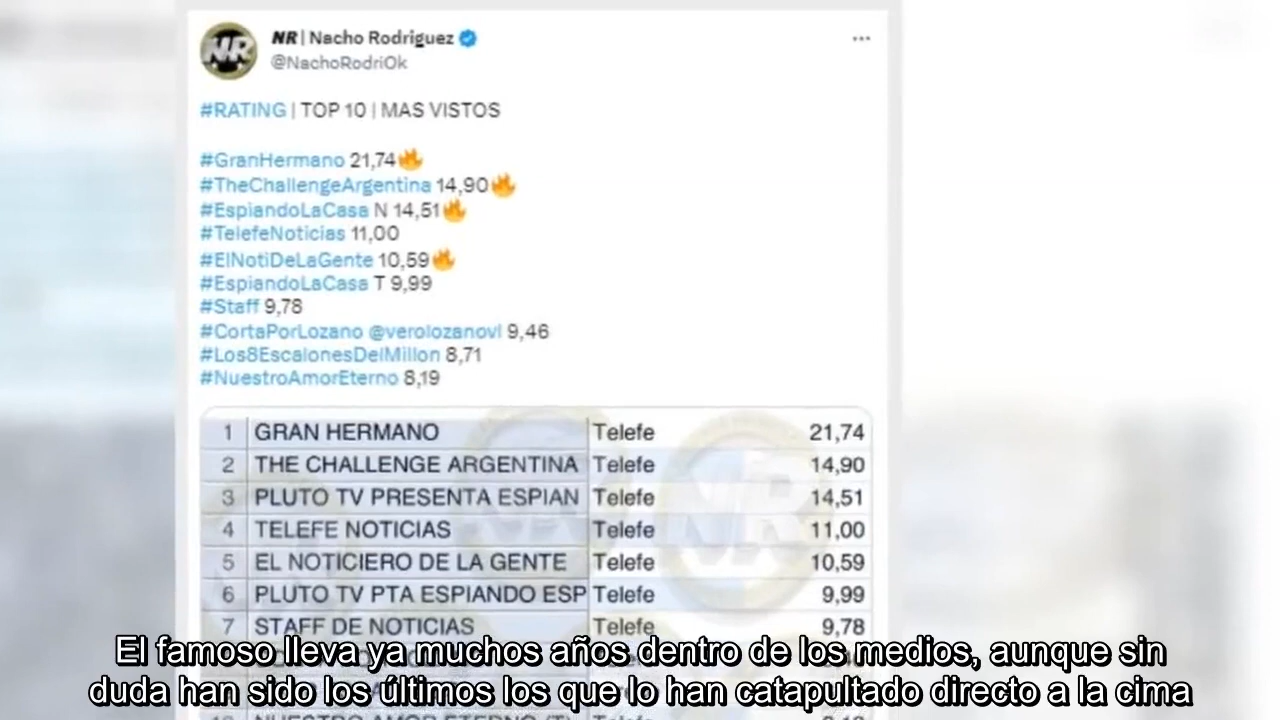 NR | Nacho Rodriguez
@NachoRodriOk
#RATING | TOP 10 | MAS VISTOS
#GranHermano 21,74🔥
#TheChallengeArgentina 14,90🔥
#EspiandoLaCasa N 14,51🔥
#TelefeNoticias 11,00
#ElNotiDeLaGente 10,59🔥
#EspiandoLaCasa T 9,99
#Staff 9,78
#CortaPorLozano @verolozanovl 9,46
#Los8EscalonesDelMillon 8,71
#NuestroAmorEterno 8,19
1 GRAN HERMANO Telefe 21,74
2 THE CHALLENGE ARGENTINA Telefe 14,90
3 PLUTO TV PRESENTA ESPIAN Telefe 14,51
4 TELEFE NOTICIAS Telefe 11,00
5 EL NOTICIERO DE LA GENTE Telefe 10,59
6 PLUTO TV PTA ESPIANDO ESP Telefe 9,99
7 STAFF DE NOTICIAS Telefe 9,78
El famoso lleva ya muchos años dentro de los medios, aunque sin
duda han sido los últimos los que lo han catapultado directo a la cima